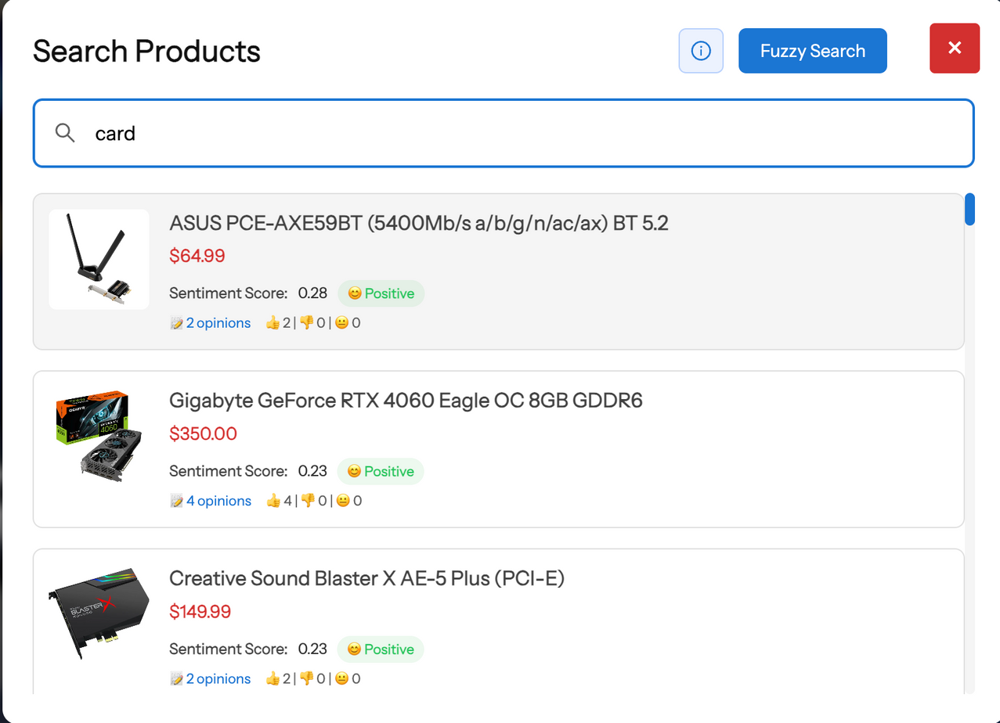 Search Products
Fuzzy Search
card
ASUS PCE-AXE59BT (5400Mb/s a/b/g/n/ac/ax) BT 5.2
$64.99
Sentiment Score: 0.28 😊 Positive
📝 2 opinions 👍 2 | 👎 0 | 😐 0
GIGABYTE
4060
Gigabyte GeForce RTX 4060 Eagle OC 8GB GDDR6
$350.00
Sentiment Score: 0.23 😊 Positive
📝 4 opinions 👍 4 | 👎 0 | 😐 0
BLASTERX
Creative Sound Blaster X AE-5 Plus (PCI-E)
$149.99
Sentiment Score: 0.23 😊 Positive
📝 2 opinions 👍 2 | 👎 0 | 😐 0